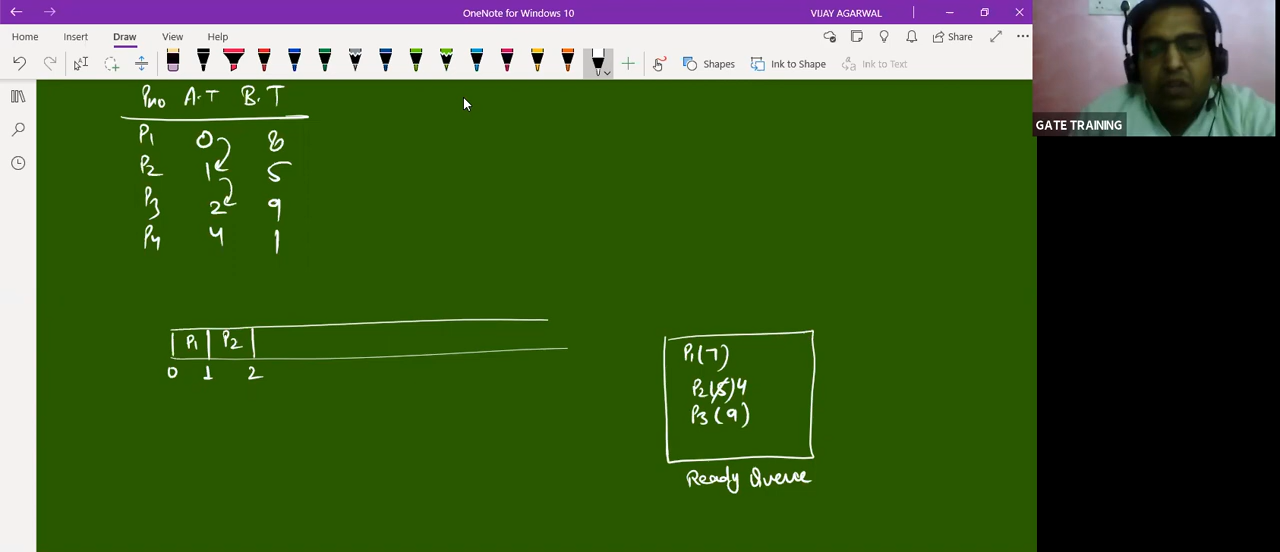 OneNote for Windows 10
VIJAY AGARWAL
Home Insert Draw View Help
Share
Shapes Ink to Shape Ink to Text
GATE TRAINING
Pno A.T B.T
P1 0 8
P2 1 5
P3 2 9
P4 4 1
P1 P2
0 1 2
P1(7)
P2(5)4
P3(9)
Ready Queue